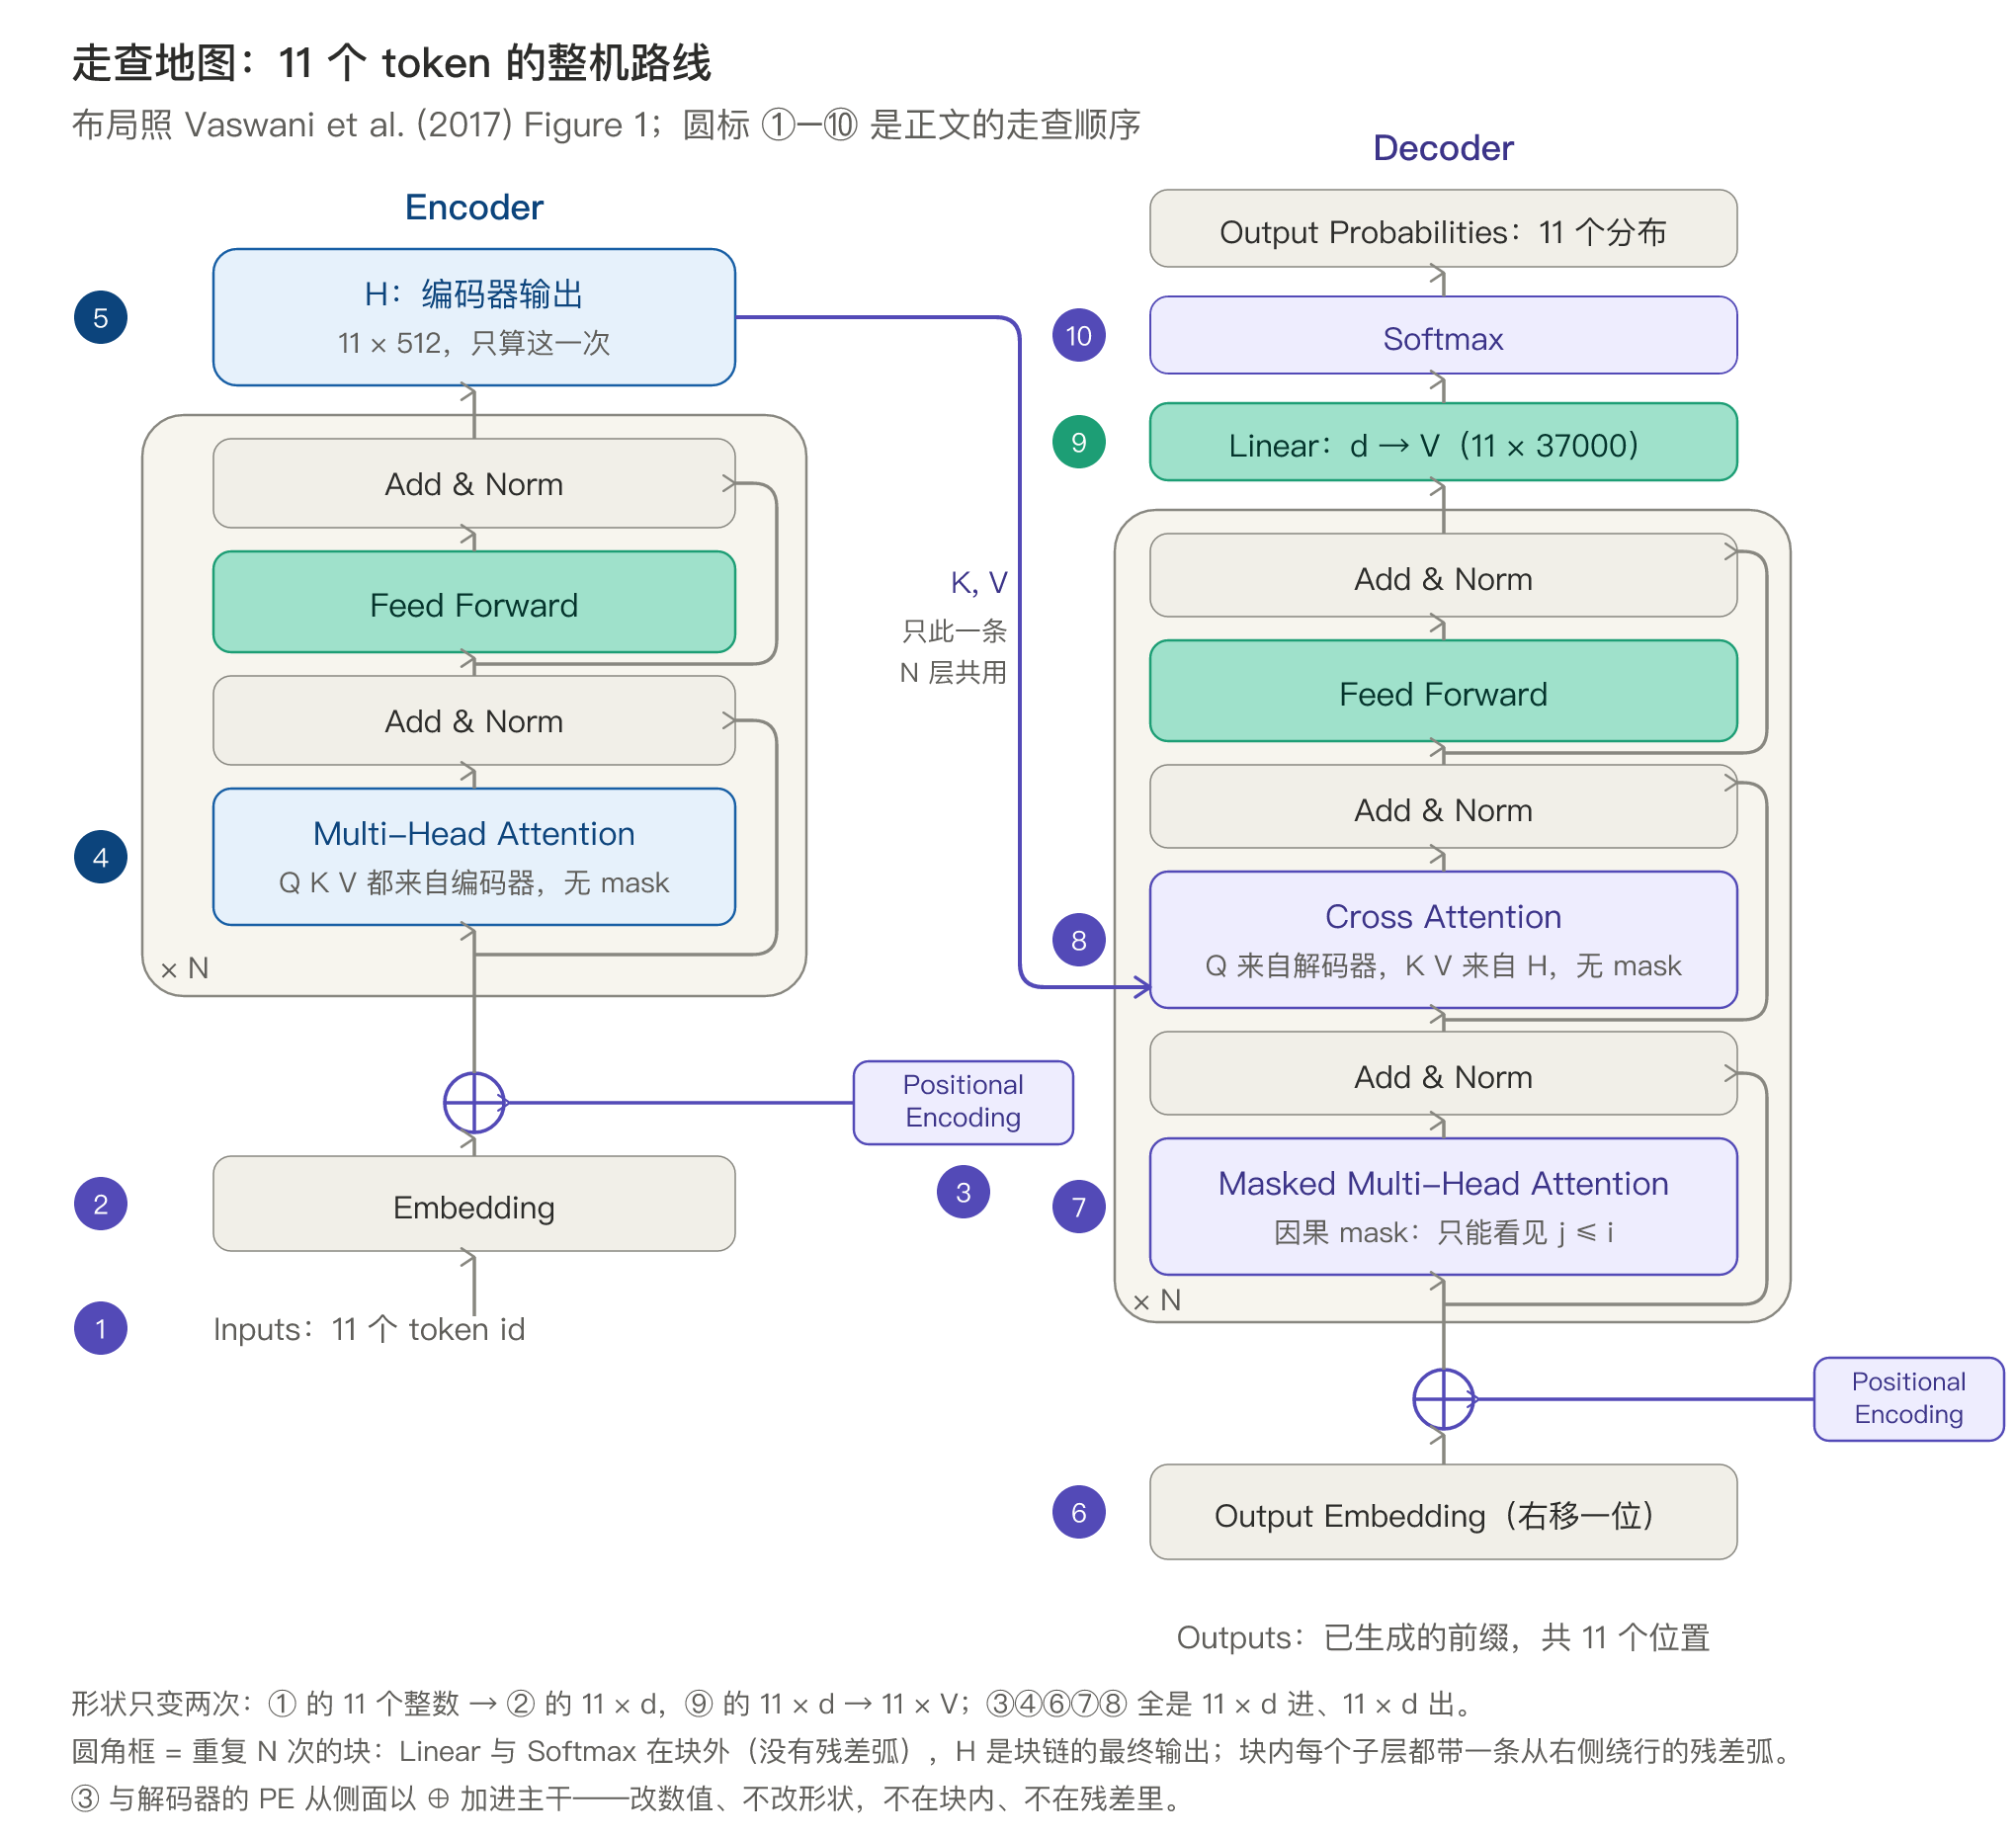 走查地图：11 个 token 的整机路线
布局照 Vaswani et al. (2017) Figure 1；圆标 ①–⑩ 是正文的走查顺序
Encoder
5
H：编码器输出
11 × 512，只算这一次
Add & Norm
Feed Forward
Add & Norm
4
Multi-Head Attention
Q K V 都来自编码器，无 mask
× N
Positional
Encoding
3
2
Embedding
1
Inputs：11 个 token id
K, V
只此一条
N 层共用
Decoder
Output Probabilities：11 个分布
10
Softmax
9
Linear：d → V（11 × 37000）
Add & Norm
Feed Forward
Add & Norm
8
Cross Attention
Q 来自解码器，K V 来自 H，无 mask
Add & Norm
7
Masked Multi-Head Attention
因果 mask：只能看见 j ≤ i
× N
Positional
Encoding
6
Output Embedding（右移一位）
Outputs：已生成的前缀，共 11 个位置
形状只变两次：① 的 11 个整数 → ② 的 11 × d，⑨ 的 11 × d → 11 × V；③④⑥⑦⑧ 全是 11 × d 进、11 × d 出。
圆角框 = 重复 N 次的块：Linear 与 Softmax 在块外（没有残差弧），H 是块链的最终输出；块内每个子层都带一条从右侧绕行的残差弧。
③ 与解码器的 PE 从侧面以 ⊕ 加进主干——改数值、不改形状，不在块内、不在残差里。